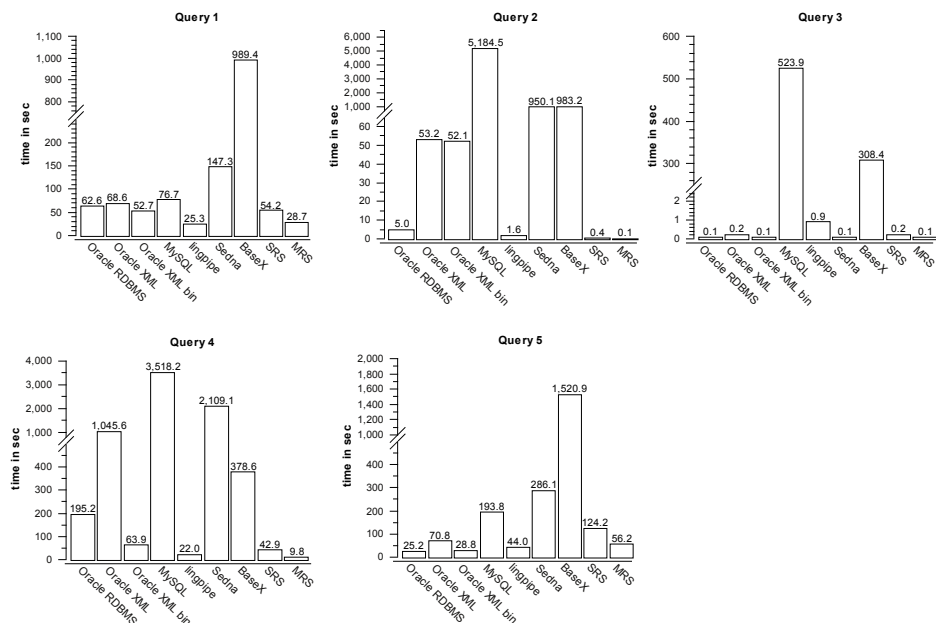 Query 1
1,100
1,000
900
800
200
150
100
50
0
time in sec
62.6
68.6
52.7
76.7
25.3
147.3
989.4
54.2
28.7
Oracle RDBMS
Oracle XML
Oracle XML bin
MySQL
lingpipe
Sedna
BaseX
SRS
MRS
Query 2
6,000
5,000
4,000
3,000
2,000
1,000
60
50
40
30
20
10
0
time in sec
5.0
53.2
52.1
5,184.5
1.6
950.1
983.2
0.4
0.1
Oracle RDBMS
Oracle XML
Oracle XML bin
MySQL
lingpipe
Sedna
BaseX
SRS
MRS
Query 3
600
500
400
300
2
1
0
time in sec
0.1
0.2
0.1
523.9
0.9
0.1
308.4
0.2
0.1
Oracle RDBMS
Oracle XML
Oracle XML bin
MySQL
lingpipe
Sedna
BaseX
SRS
MRS
Query 4
4,000
3,000
2,000
1,000
400
300
200
100
0
time in sec
195.2
1,045.6
63.9
3,518.2
22.0
2,109.1
378.6
42.9
9.8
Oracle RDBMS
Oracle XML
Oracle XML bin
MySQL
lingpipe
Sedna
BaseX
SRS
MRS
Query 5
2,000
1,800
1,600
1,400
1,200
1,000
400
300
200
100
0
time in sec
25.2
70.8
28.8
193.8
44.0
286.1
1,520.9
124.2
56.2
Oracle RDBMS
Oracle XML
Oracle XML bin
MySQL
lingpipe
Sedna
BaseX
SRS
MRS